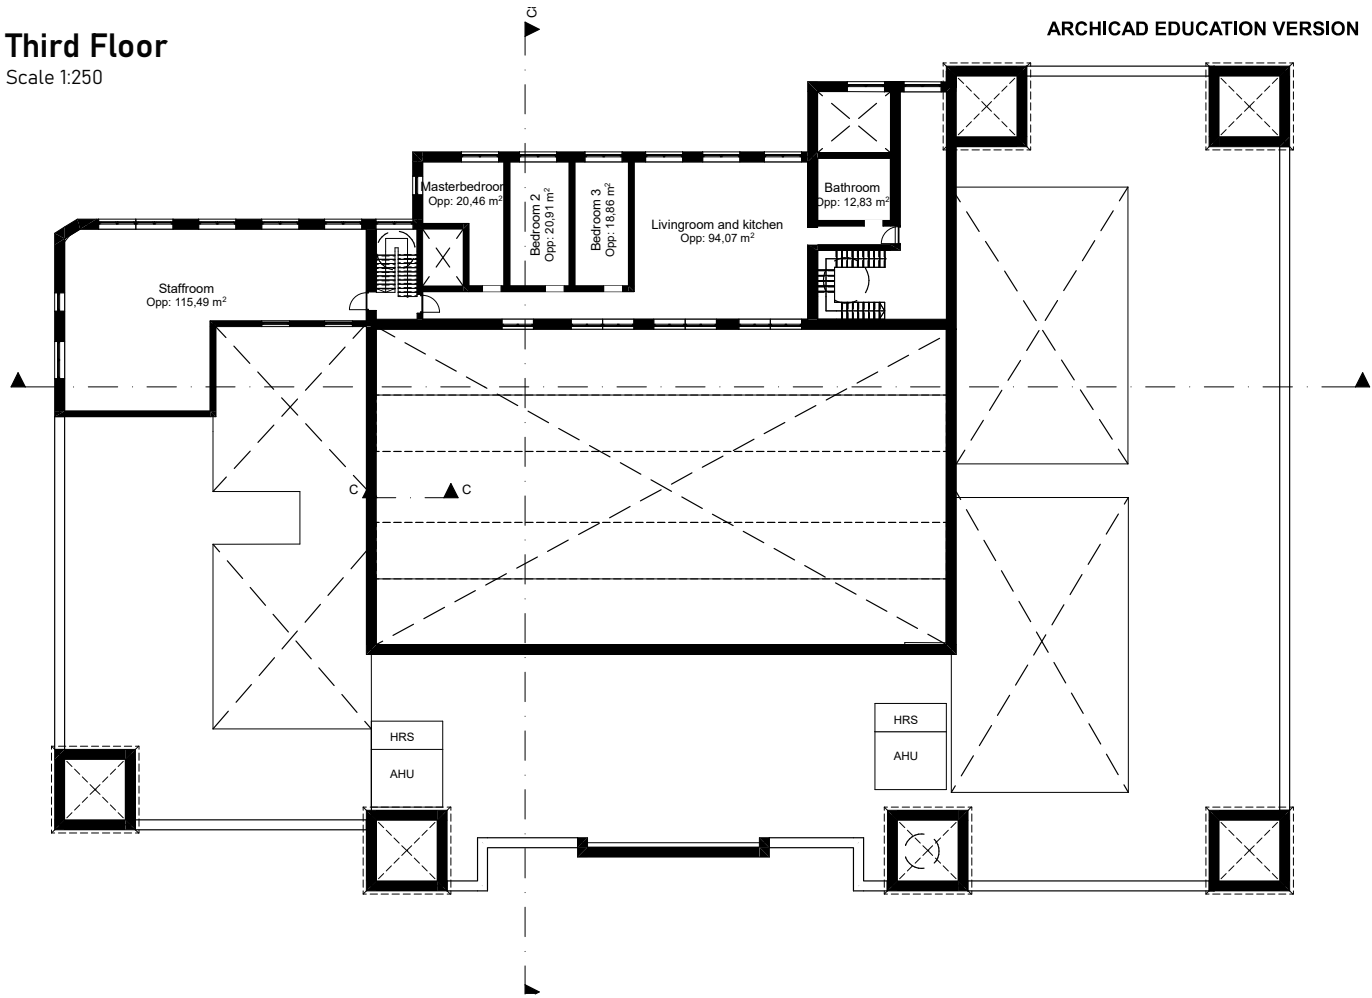 C
ARCHICAD EDUCATION VERSION
Third Floor
Scale 1:250
Masterbedroom
Opp: 20,46 m²
Bedroom 2
Opp: 20,91 m²
Bedroom 3
Opp: 18,86 m²
Livingroom and kitchen
Opp: 94,07 m²
Bathroom
Opp: 12,83 m²
Staffroom
Opp: 115,49 m²
C
C
HRS
AHU
HRS
AHU